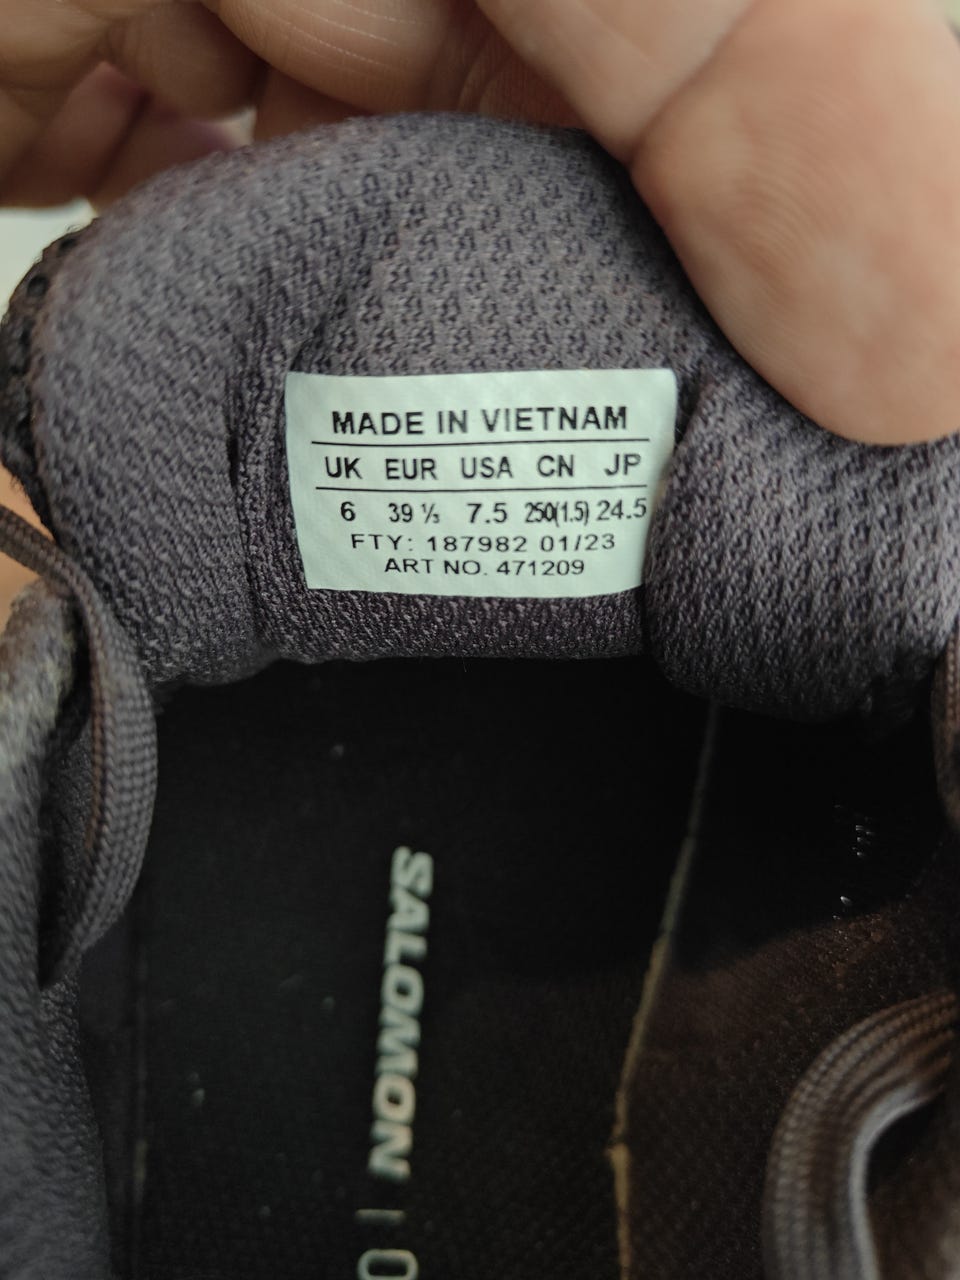 MADE IN VIETNAM
UK EUR USA CN JP
6 39 ⅓ 7.5 250(1.5) 24.5
FTY: 187982 01/23
ART NO. 471209
SALOMON | O